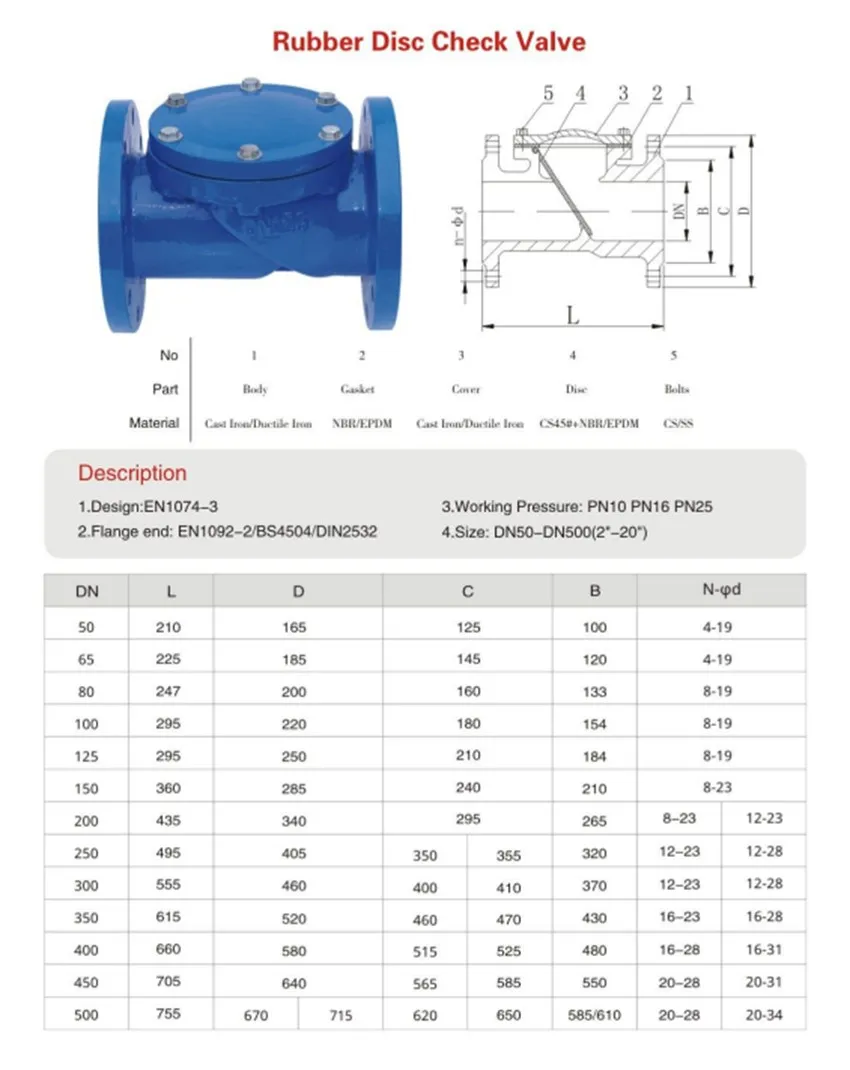 Rubber Disc Check Valve
5 4 3 2 1
n-Φd
DN
B
C
D
L
No 1 2 3 4 5
Part Body Gasket Cover Disc Bolts
Material Cast Iron/Ductile Iron NBR/EPDM Cast Iron/Ductile Iron CS45#+NBR/EPDM CS/SS
Description
1.Design:EN1074-3
2.Flange end: EN1092-2/BS4504/DIN2532
3.Working Pressure: PN10 PN16 PN25
4.Size: DN50-DN500(2"-20")
DN L D C B N-φd
50 210 165 125 100 4-19
65 225 185 145 120 4-19
80 247 200 160 133 8-19
100 295 220 180 154 8-19
125 295 250 210 184 8-19
150 360 285 240 210 8-23
200 435 340 295 265 8-23 12-23
250 495 405 350 355 320 12-23 12-28
300 555 460 400 410 370 12-23 12-28
350 615 520 460 470 430 16-23 16-28
400 660 580 515 525 480 16-28 16-31
450 705 640 565 585 550 20-28 20-31
500 755 670 715 620 650 585/610 20-28 20-34